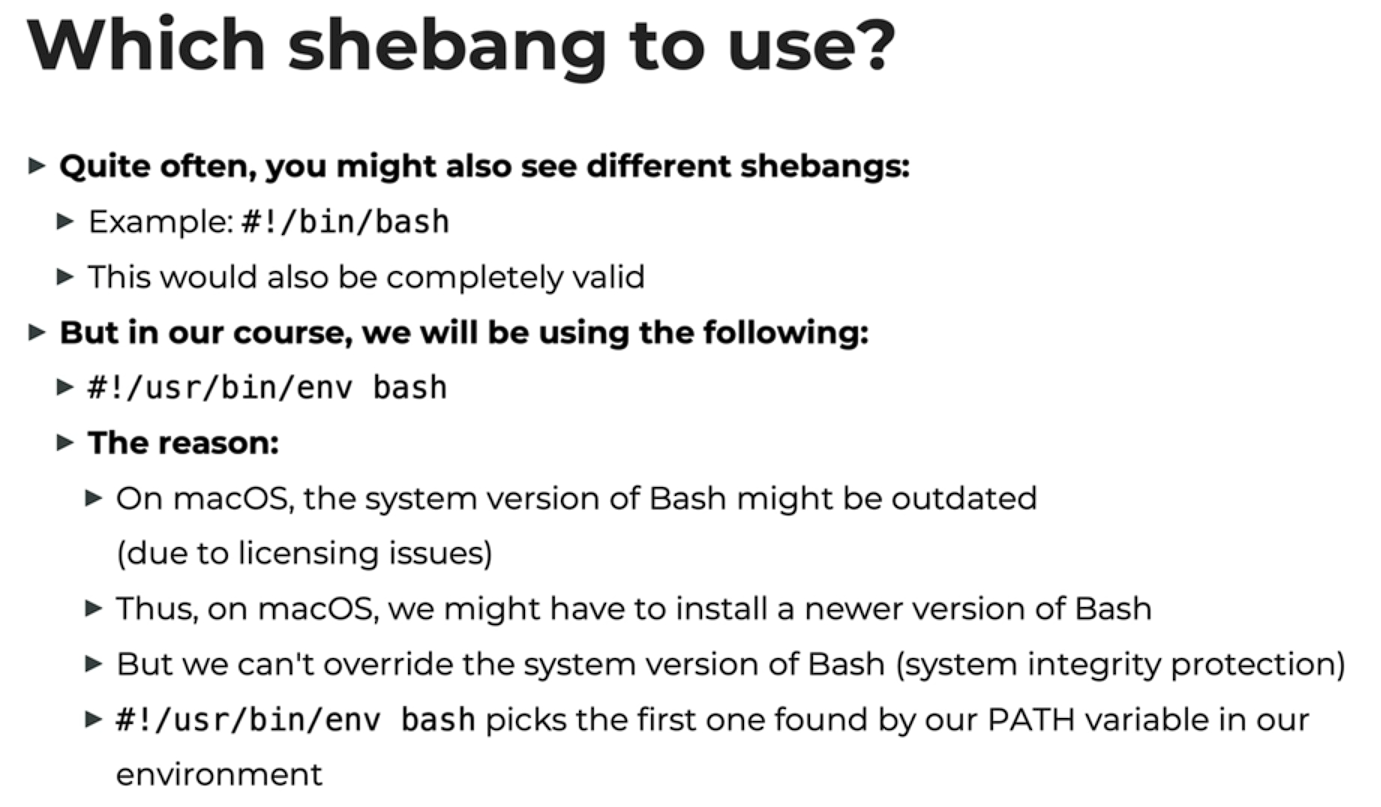 Which shebang to use?
► Quite often, you might also see different shebangs:
► Example: #!/bin/bash
► This would also be completely valid
► But in our course, we will be using the following:
► #!/usr/bin/env bash
► The reason:
► On macOS, the system version of Bash might be outdated
(due to licensing issues)
► Thus, on macOS, we might have to install a newer version of Bash
► But we can't override the system version of Bash (system integrity protection)
► #!/usr/bin/env bash picks the first one found by our PATH variable in our
environment